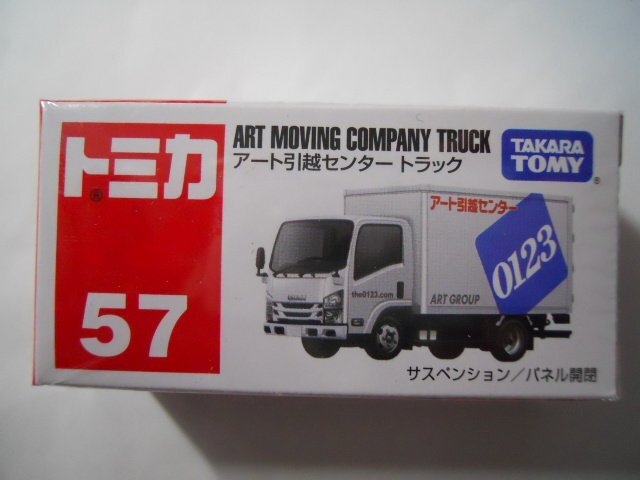 トミカ
®
57
ART MOVING COMPANY TRUCK
アート引越センター トラック
TAKARA
TOMY
®
アート引越センター
0123
the0123.com
ART GROUP
ISUZU
サスペンション/パネル開閉